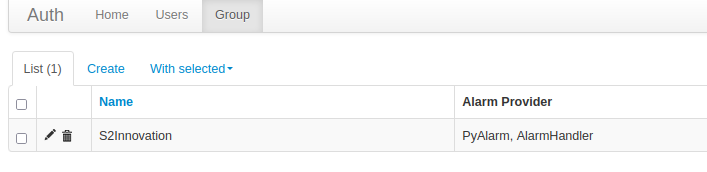 Auth Home Users Group
List (1) Create With selected
Name Alarm Provider
S2Innovation PyAlarm, AlarmHandler